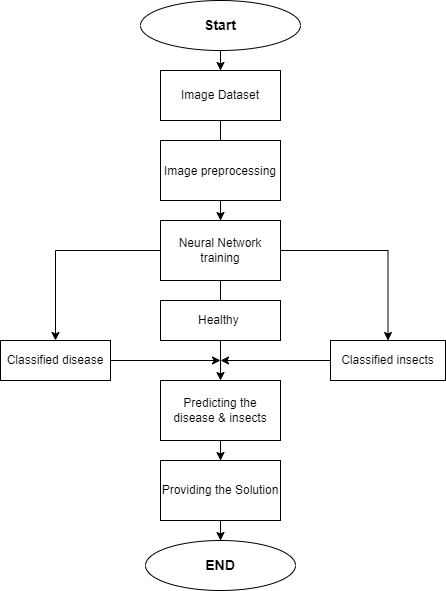 Start
Image Dataset
Image preprocessing
Neural Network
training
Healthy
Classified disease
Classified insects
Predicting the
disease & insects
Providing the Solution
END